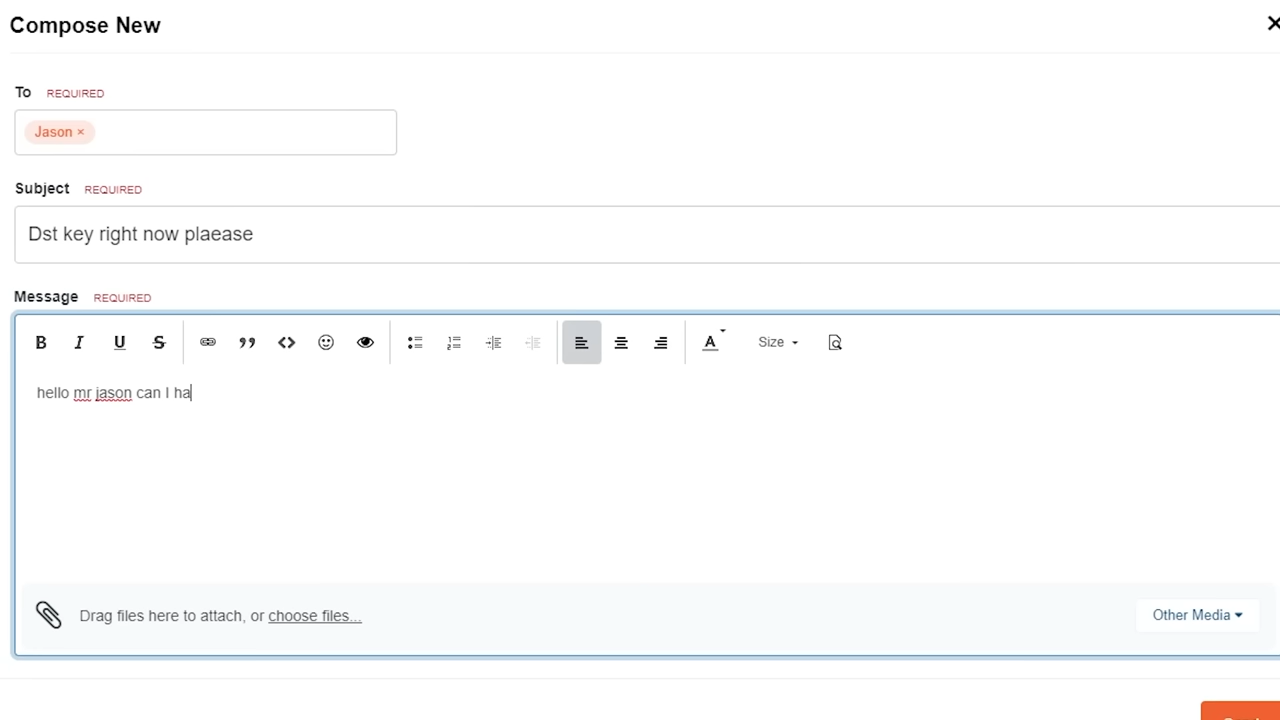 Compose New
To REQUIRED
Jason ×
Subject REQUIRED
Dst key right now plaease
Message REQUIRED
B I U S A Size
hello mr jason can I ha
Drag files here to attach, or choose files...
Other Media